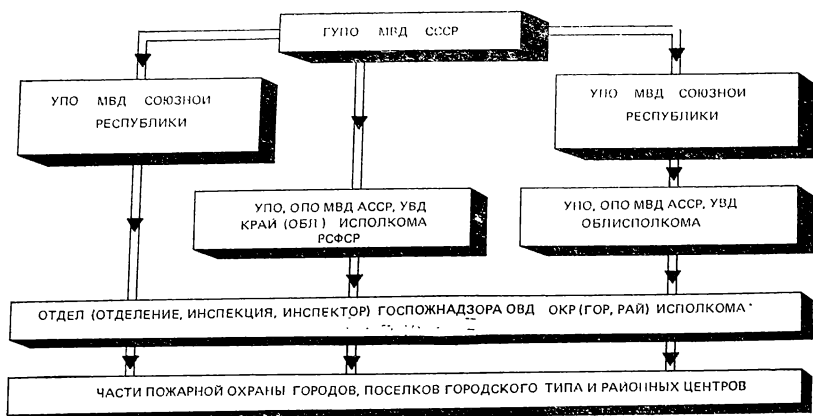 ГУПО МВД СССР
УПО МВД СОЮЗНОЙ
РЕСПУБЛИКИ
УПО МВД СОЮЗНОЙ
РЕСПУБЛИКИ
УПО, ОПО МВД АССР, УВД
КРАЙ (ОБЛ) ИСПОЛКОМА
РСФСР
УПО, ОПО МВД АССР, УВД
ОБЛИСПОЛКОМА
ОТДЕЛ (ОТДЕЛЕНИЕ, ИНСПЕКЦИЯ, ИНСПЕКТОР) ГОСПОЖНАДЗОРА ОВД ОКР (ГОР, РАЙ) ИСПОЛКОМА*
ЧАСТИ ПОЖАРНОЙ ОХРАНЫ ГОРОДОВ, ПОСЕЛКОВ ГОРОДСКОГО ТИПА И РАЙОННЫХ ЦЕНТРОВ